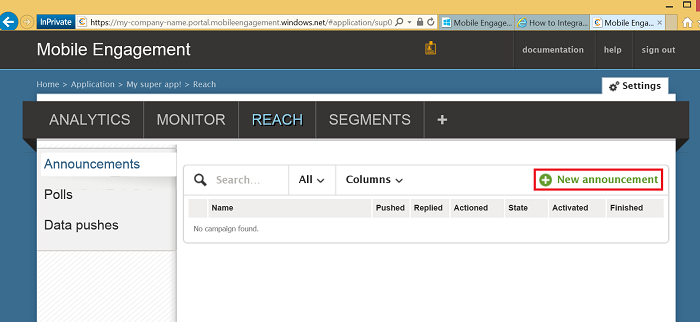 InPrivate https://my-company-name.portal.mobileengagement.windows.net/#application/sup0 Mobile Engage... How to Integra... Mobile Enga...
Mobile Engagement documentation help sign out
Home > Application > My super app! > Reach Settings
ANALYTICS MONITOR REACH SEGMENTS +
Announcements
Polls
Data pushes
Search... All Columns New announcement
Name Pushed Replied Actioned State Activated Finished
No campaign found.